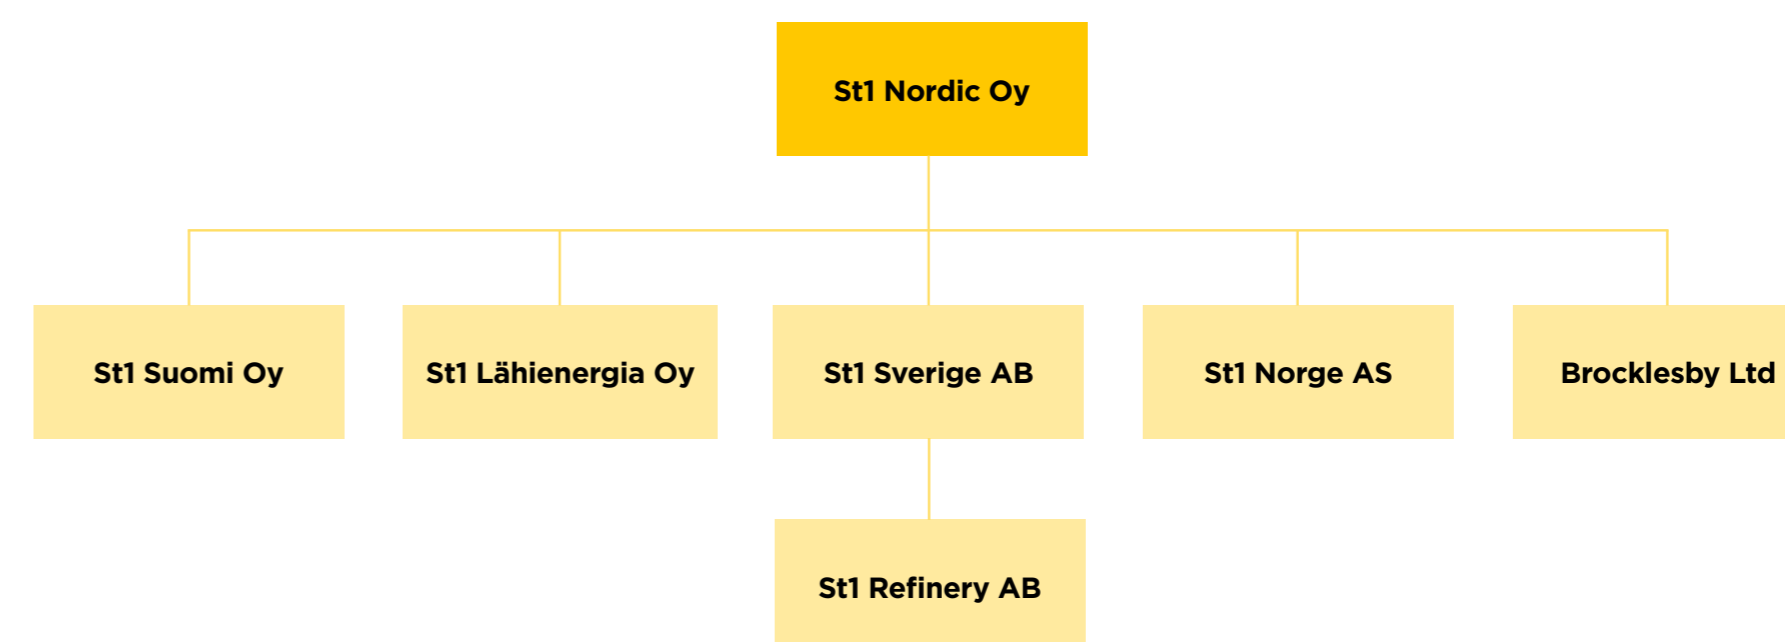 St1 Nordic Oy
St1 Suomi Oy
St1 Lähienergia Oy
St1 Sverige AB
St1 Norge AS
Brocklesby Ltd
St1 Refinery AB